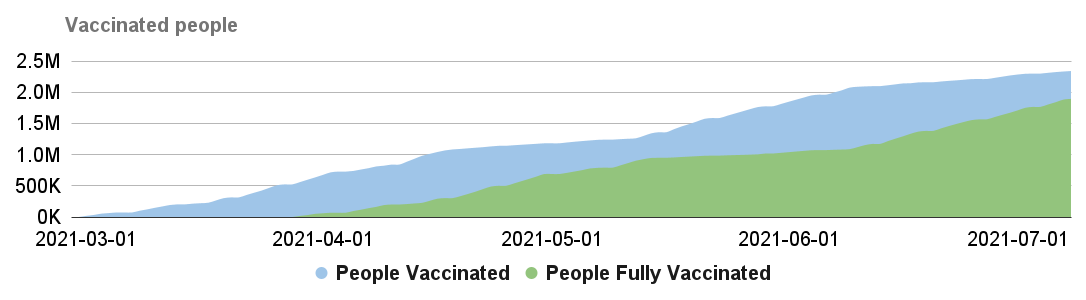 Vaccinated people
2.5M
2.0M
1.5M
1.0M
500K
0K
2021-03-01 2021-04-01 2021-05-01 2021-06-01 2021-07-01
People Vaccinated People Fully Vaccinated